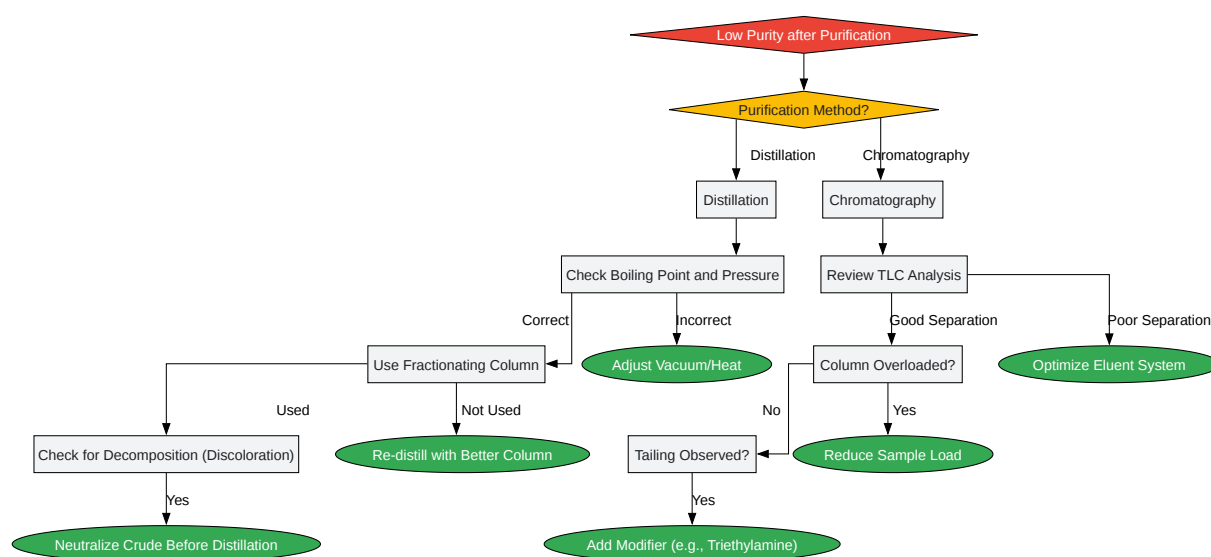 Low Purity after Purification
Purification Method?
Distillation
Chromatography
Distillation
Chromatography
Check Boiling Point and Pressure
Review TLC Analysis
Correct
Incorrect
Good Separation
Poor Separation
Use Fractionating Column
Adjust Vacuum/Heat
Column Overloaded?
Optimize Eluent System
Used
Not Used
No
Yes
Check for Decomposition (Discoloration)
Re-distill with Better Column
Tailing Observed?
Reduce Sample Load
Yes
Yes
Neutralize Crude Before Distillation
Add Modifier (e.g., Triethylamine)